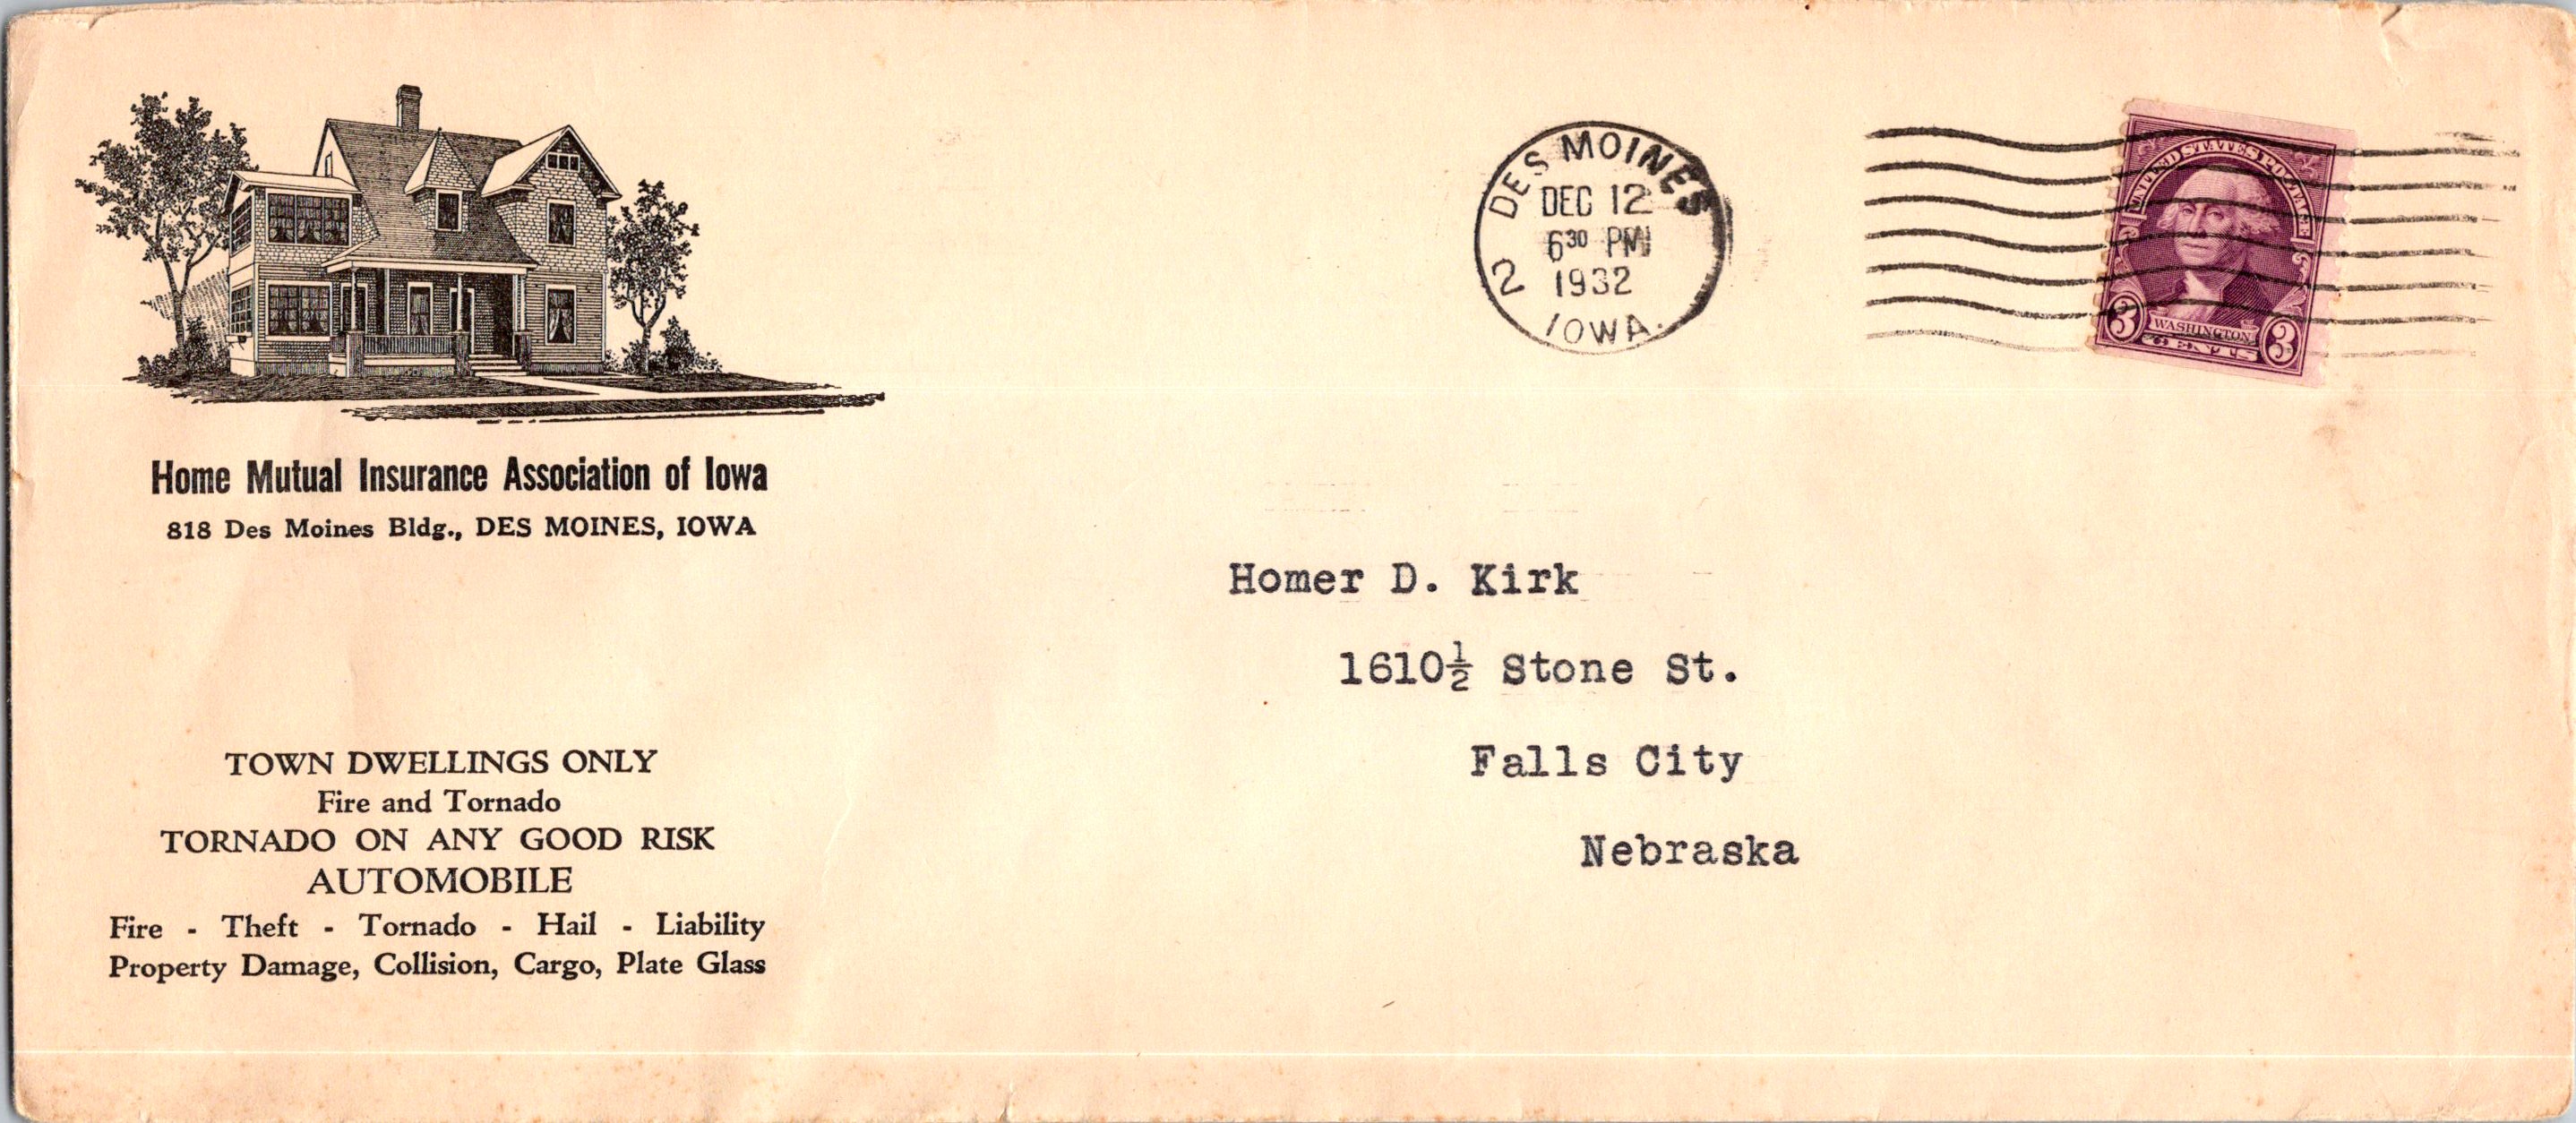 Home Mutual Insurance Association of Iowa
818 Des Moines Bldg., DES MOINES, IOWA
DES MOINES
DEC 12
6³⁰ PM
1932
2
IOWA.
UNITED STATES POSTAGE
3 WASHINGTON 3
CENTS
Homer D. Kirk
1610½ Stone St.
Falls City
Nebraska
TOWN DWELLINGS ONLY
Fire and Tornado
TORNADO ON ANY GOOD RISK
AUTOMOBILE
Fire - Theft - Tornado - Hail - Liability
Property Damage, Collision, Cargo, Plate Glass